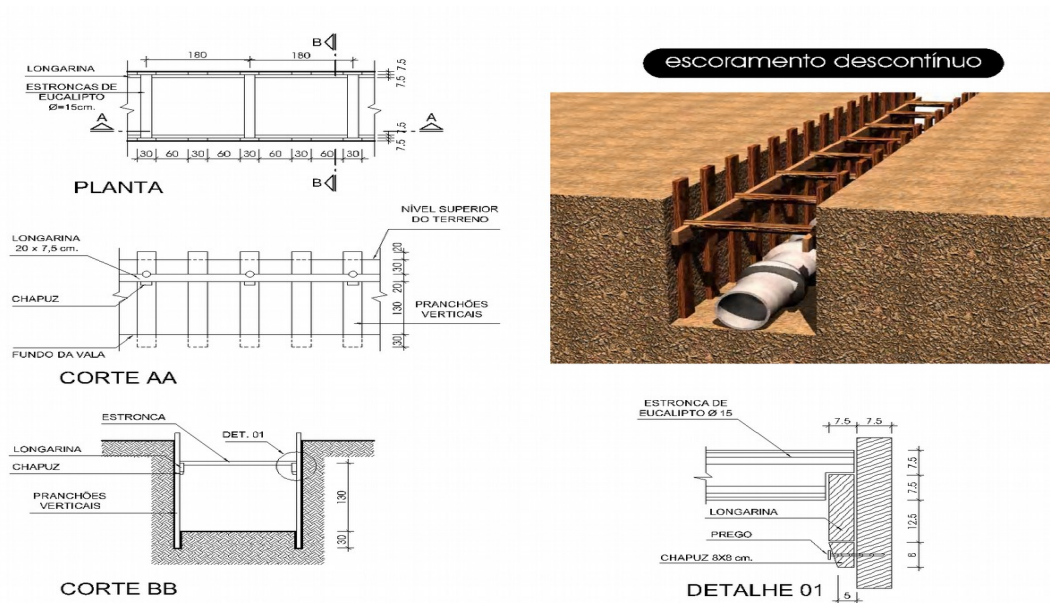 B
180
180
7.5
7.5
LONGARINA
ESTRONCAS DE
EUCALIPTO
Ø=15cm.
A
A
7.5
7.5
30 60 30 60 30 60 30 60 30
B
PLANTA
LONGARINA
20 x 7,5 cm.
NÍVEL SUPERIOR
DO TERRENO
20
30
20
130
30
CHAPUZ
PRANCHÕES
VERTICAIS
FUNDO DA VALA
CORTE AA
ESTRONCA
DET. 01
LONGARINA
CHAPUZ
PRANCHÕES
VERTICAIS
130
30
CORTE BB
escoramento descontínuo
ESTRONCA DE
EUCALIPTO Ø 15
7.5
7.5
7.5
7.5
12.5
8
LONGARINA
PREGO
CHAPUZ 8X8 cm.
5
DETALHE 01